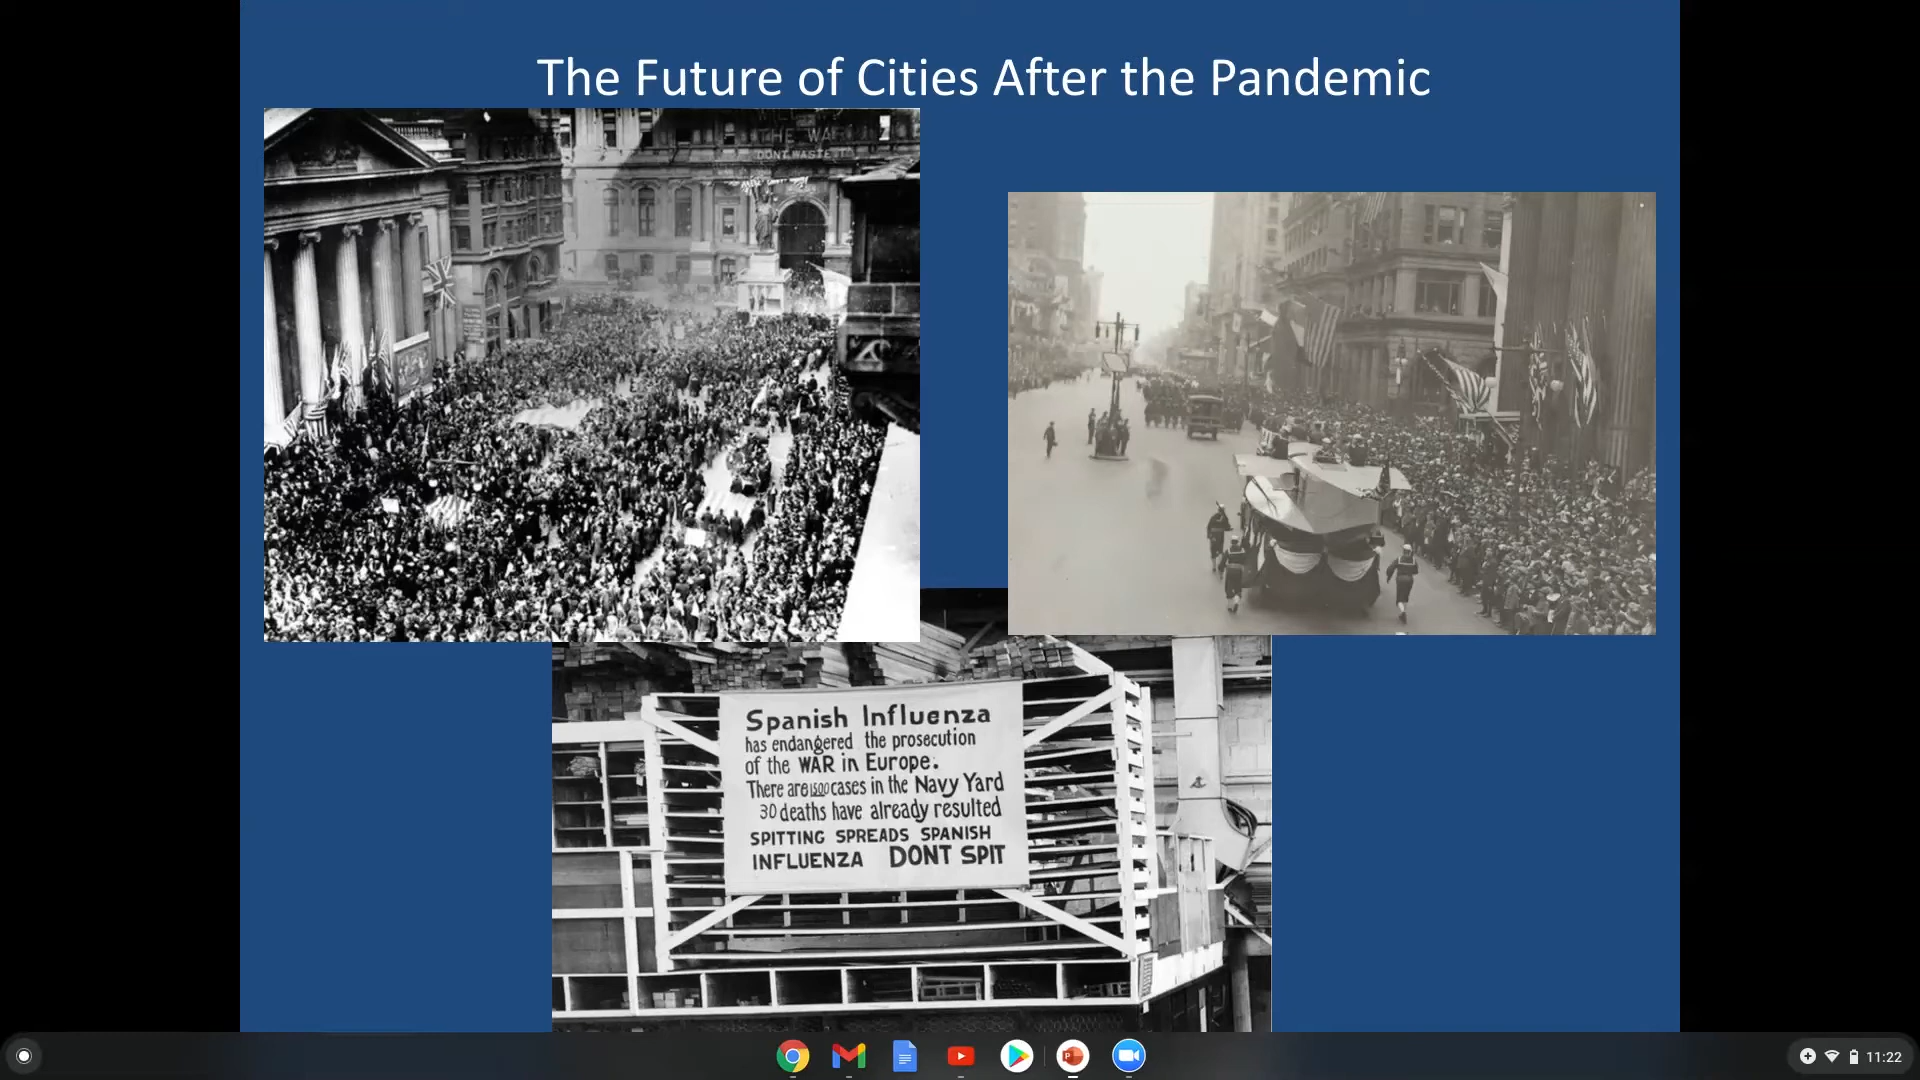 The Future of Cities After the Pandemic
THE WAR
DONT WASTE IT
Spanish Influenza
has endangered the prosecution
of the WAR in Europe.
There are 1500 cases in the Navy Yard
30 deaths have already resulted
SPITTING SPREADS SPANISH
INFLUENZA DONT SPIT
11:22